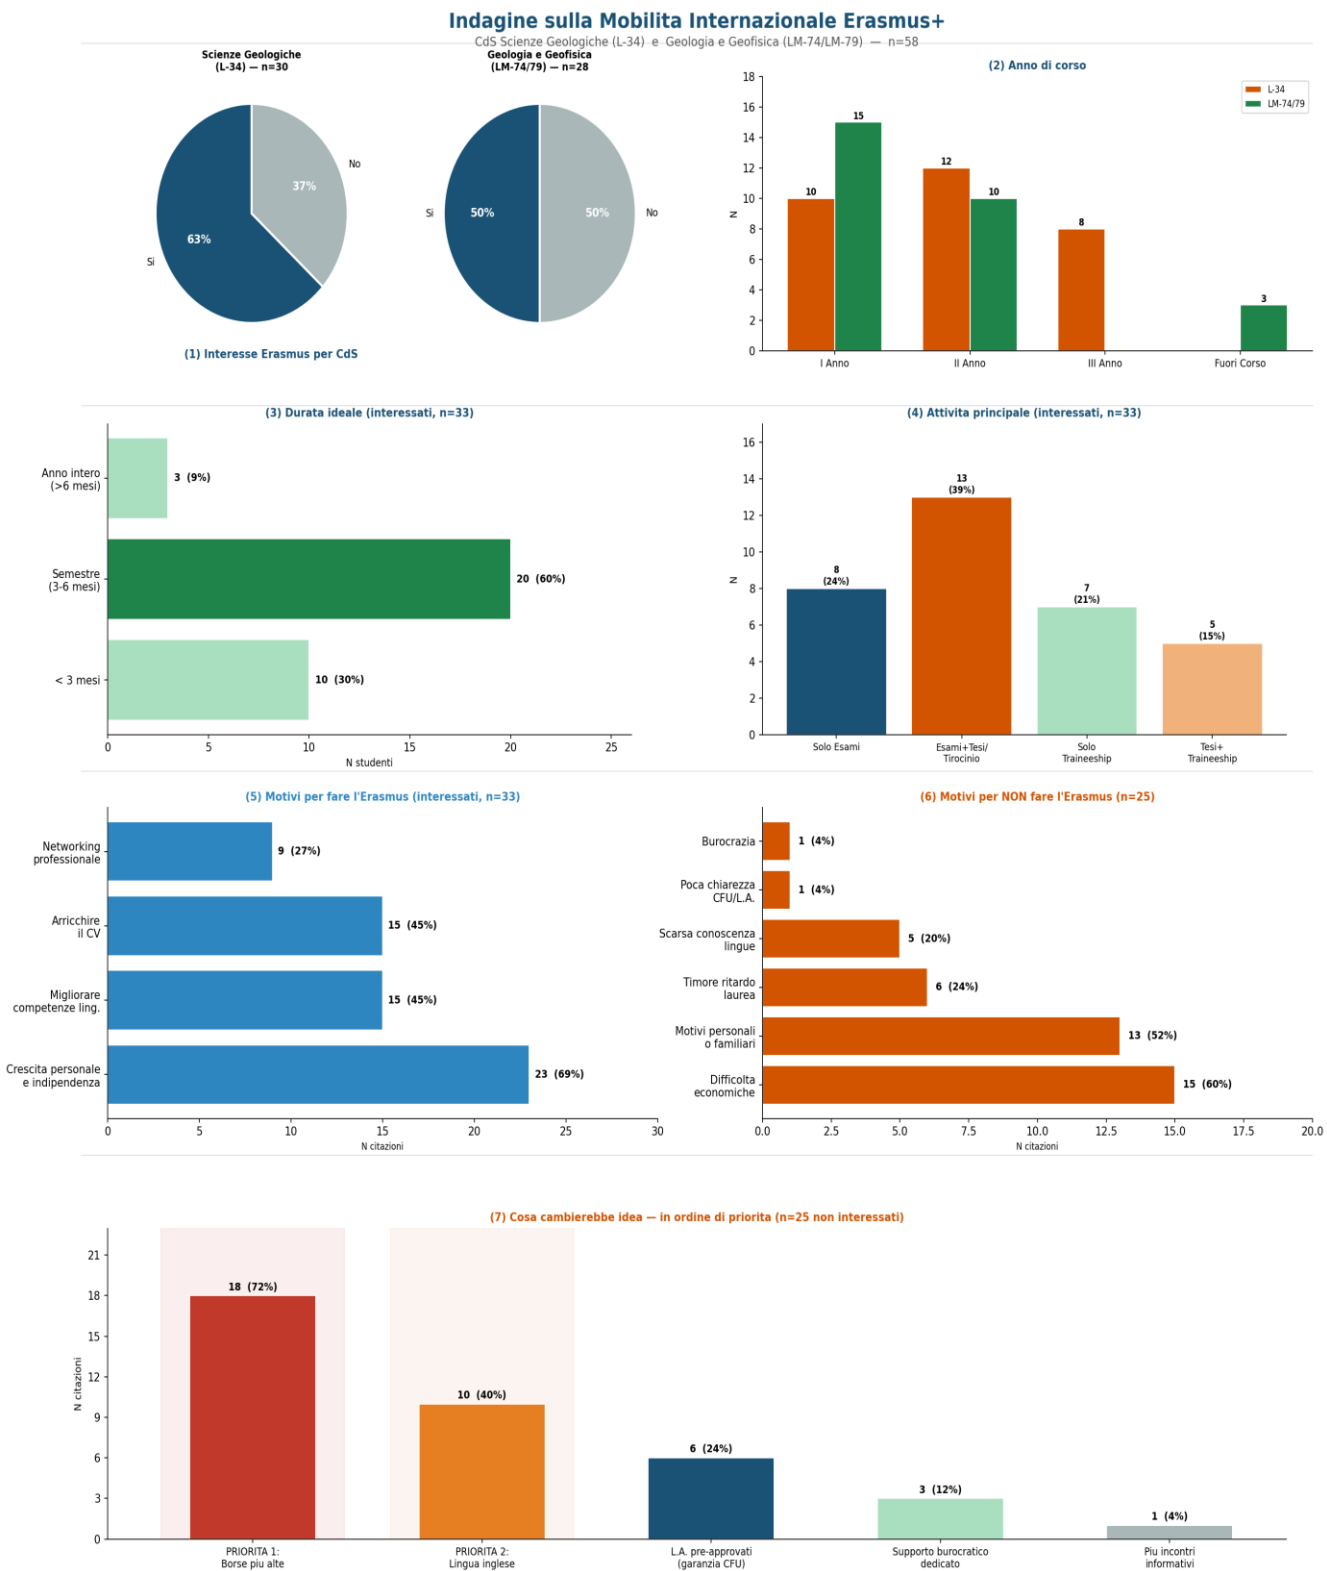 Indagine sulla Mobilita Internazionale Erasmus+
CdS Scienze Geologiche (L-34)  e  Geologia e Geofisica (LM-74/LM-79)  —  n=58
Scienze Geologiche
(L-34) — n=30
No
37%
63%
Si
Geologia e Geofisica
(LM-74/79) — n=28
Si
50%
50%
No
(1) Interesse Erasmus per CdS
(2) Anno di corso
L-34
LM-74/79
N
18
16
14
12
10
8
6
4
2
0
10
15
12
10
8
3
I Anno
II Anno
III Anno
Fuori Corso
(3) Durata ideale (interessati, n=33)
Anno intero
(>6 mesi)
3  (9%)
Semestre
(3-6 mesi)
20  (60%)
< 3 mesi
10  (30%)
0
5
10
15
20
25
N studenti
(4) Attivita principale (interessati, n=33)
N
16
14
12
10
8
6
4
2
0
8
(24%)
13
(39%)
7
(21%)
5
(15%)
Solo Esami
Esami+Tesi/
Tirocinio
Solo
Traineeship
Tesi+
Traineeship
(5) Motivi per fare l'Erasmus (interessati, n=33)
Networking
professionale
9  (27%)
Arricchire
il CV
15  (45%)
Migliorare
competenze ling.
15  (45%)
Crescita personale
e indipendenza
23  (69%)
0
5
10
15
20
25
30
N citazioni
(6) Motivi per NON fare l'Erasmus (n=25)
Burocrazia
1  (4%)
Poca chiarezza
CFU/L.A.
1  (4%)
Scarsa conoscenza
lingue
5  (20%)
Timore ritardo
laurea
6  (24%)
Motivi personali
o familiari
13  (52%)
Difficolta
economiche
15  (60%)
0.0
2.5
5.0
7.5
10.0
12.5
15.0
17.5
20.0
N citazioni
(7) Cosa cambierebbe idea — in ordine di priorita (n=25 non interessati)
N citazioni
21
18
15
12
9
6
3
0
18  (72%)
10  (40%)
6  (24%)
3  (12%)
1  (4%)
PRIORITA 1:
Borse piu alte
PRIORITA 2:
Lingua inglese
L.A. pre-approvati
(garanzia CFU)
Supporto burocratico
dedicato
Piu incontri
informativi